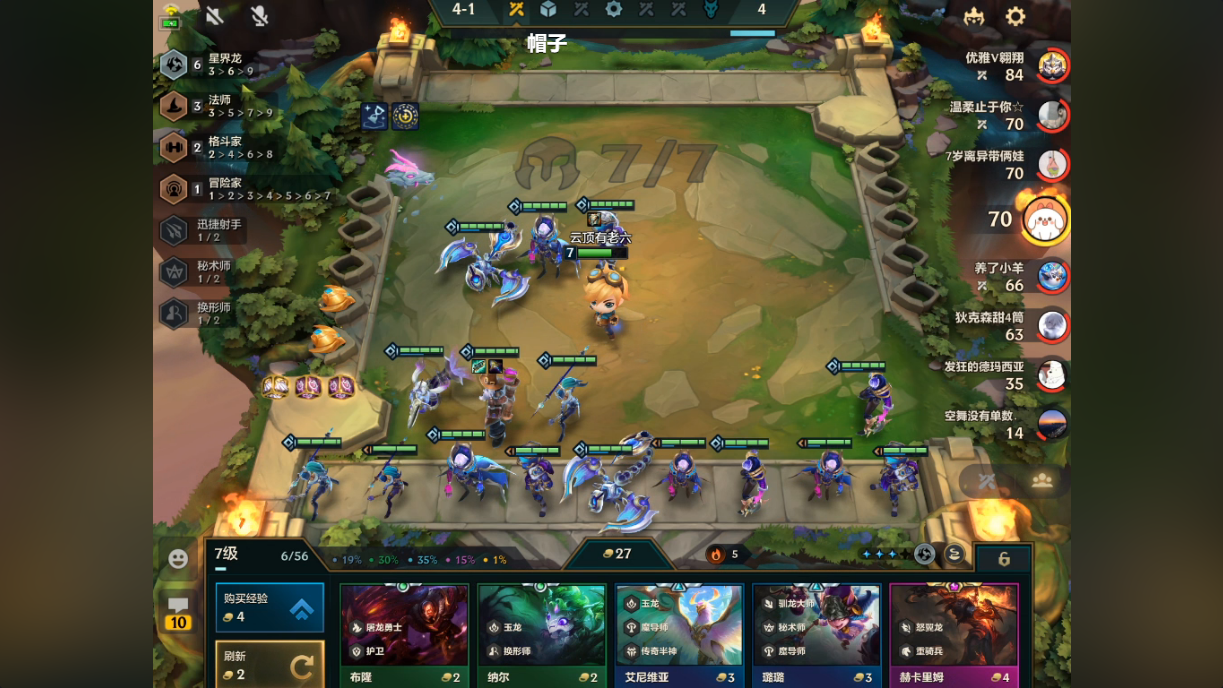 4-1
4
帽子
6
星界龙
3 > 6 > 9
3
法师
3 > 5 > 7 > 9
2
格斗家
2 > 4 > 6 > 8
1
冒险家
1 > 2 > 3 > 4 > 5 > 6 > 7
迅捷射手
1 / 2
秘术师
1 / 2
换形师
1 / 2
7/7
云顶有老六
7
优雅V翱翔
84
温柔止于你☆
70
7岁离异带俩娃
70
70
养了小羊
66
狄克森甜4筒
63
发狂的德玛西亚
35
空舞没有单数.
14
7级
6/56
19%
30%
35%
15%
1%
27
5
10
购买经验
4
刷新
2
屠龙勇士
护卫
布隆
2
玉龙
换形师
纳尔
2
玉龙
魔导师
传奇半神
艾尼维亚
3
驯龙大师
秘术师
魔导师
璐璐
3
怒翼龙
重骑兵
赫卡里姆
4